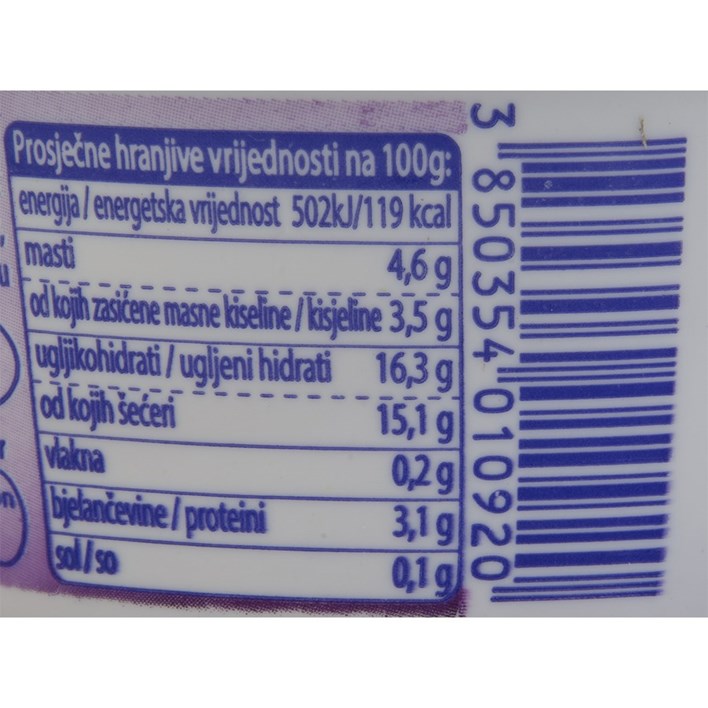 Prosječne hranjive vrijednosti na 100g:
energija / energetska vrijednost 502kJ/119 kcal
masti 4,6 g
od kojih zasićene masne kiseline / kisjeline 3,5 g
ugljikohidrati / ugljeni hidrati 16,3 g
od kojih šećeri 15,1 g
vlakna 0,2 g
bjelančevine / proteini 3,1 g
sol / so 0,1 g
3 850354 010920